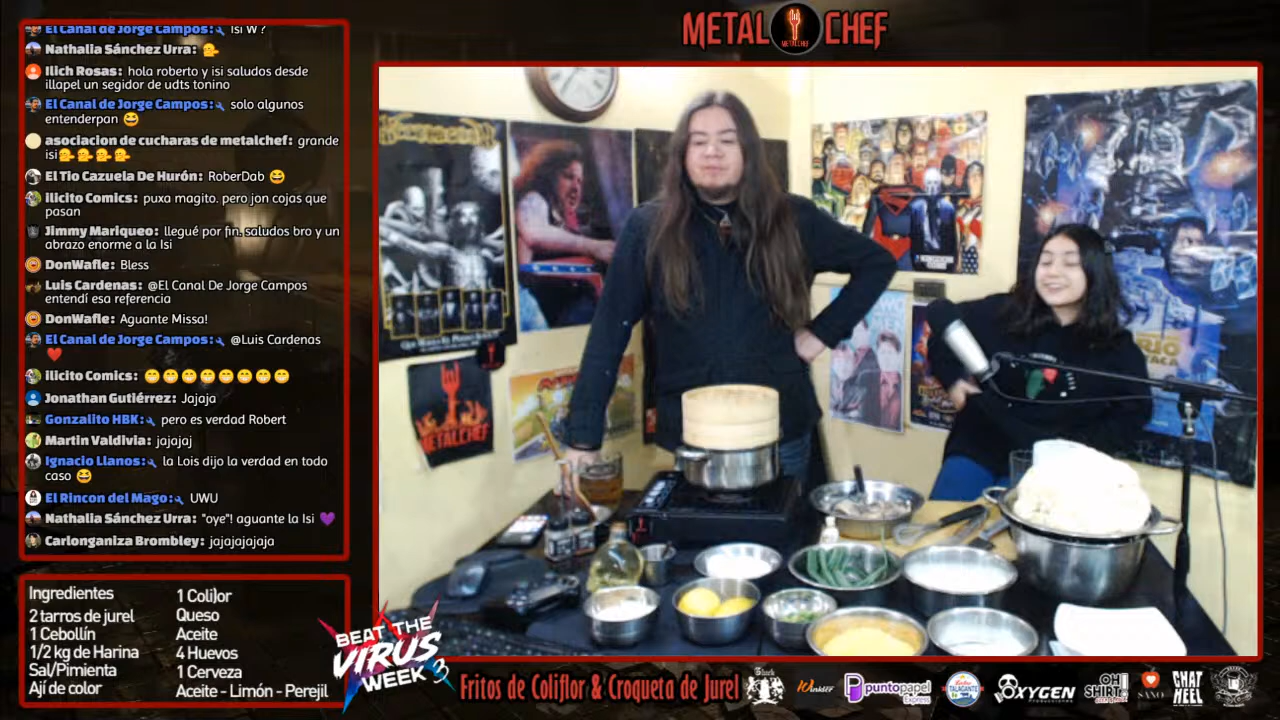 METAL CHEF
METALCHEF
El Canal de Jorge Campos: Isi W ?
Nathalia Sánchez Urra:
Ilich Rosas: hola roberto y isi saludos desde
illapel un segidor de udts tonino
El Canal de Jorge Campos: solo algunos
entenderpan 😆
asociacion de cucharas de metalchef: grande
isi
El Tio Cazuela De Hurón: RoberDab 😆
ilicito Comics: puxa magito. pero jon cojas que
pasan
Jimmy Mariqueo: llegué por fin. saludos bro y un
abrazo enorme a la Isi
DonWafle: Bless
Luis Cardenas: @El Canal De Jorge Campos
entendí esa referencia
DonWafle: Aguante Missa!
El Canal de Jorge Campos: @Luis Cardenas
❤️
ilicito Comics: 😁😁😁😁😁😁😁😁
Jonathan Gutiérrez: Jajaja
Gonzalito HBK: pero es verdad Robert
Martin Valdivia: jajajaj
Ignacio Llanos: la Lois dijo la verdad en todo
caso 😆
El Rincon del Mago: UWU
Nathalia Sánchez Urra: "oye"! aguante la Isi 💜
Carlonganiza Brombley: jajajajajaja
METALCHEF
Ingredientes
2 tarros de jurel
1 Cebollín
1/2 kg de Harina
Sal/Pimienta
Ají de color
1 Coliflor
Queso
Aceite
4 Huevos
1 Cerveza
Aceite - Limón - Perejil
BEAT THE
VIRUS
WEEK 3
Fritos de Coliflor & Croqueta de Jurel
Winkler
puntopapel
Express
TALAGANTE
OXYGEN
OH
SHIRT!
SANO
CHAT
HEEL